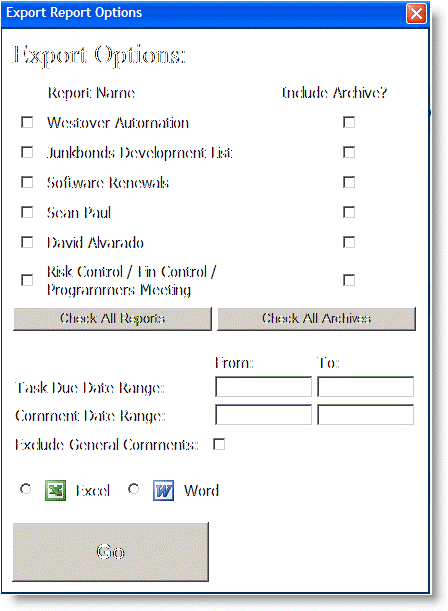 Export Report Options
Export Options:
Report Name Include Archive?
Westover Automation
Junkbonds Development List
Software Renewals
Sean Paul
David Alvarado
Risk Control / Fin Control /
Programmers Meeting
Check All Reports Check All Archives
From: To:
Task Due Date Range:
Comment Date Range:
Exclude General Comments:
Excel Word
Go